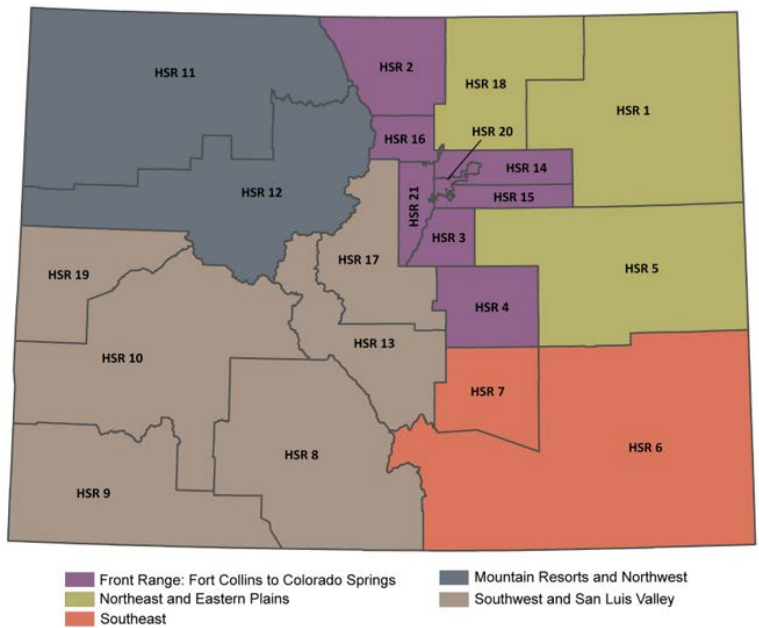 HSR 11
HSR 2
HSR 18
HSR 1
HSR 16
HSR 20
HSR 14
HSR 12
HSR 21
HSR 15
HSR 3
HSR 19
HSR 17
HSR 5
HSR 4
HSR 10
HSR 13
HSR 7
HSR 8
HSR 6
HSR 9
Front Range: Fort Collins to Colorado Springs
Northeast and Eastern Plains
Southeast
Mountain Resorts and Northwest
Southwest and San Luis Valley